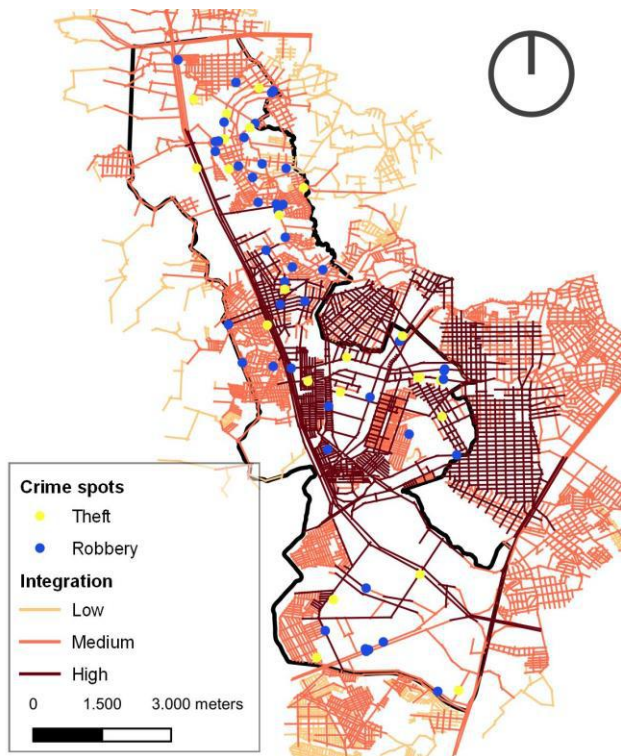 Crime spots
Theft
Robbery
Integration
Low
Medium
High
0 1.500 3.000 meters